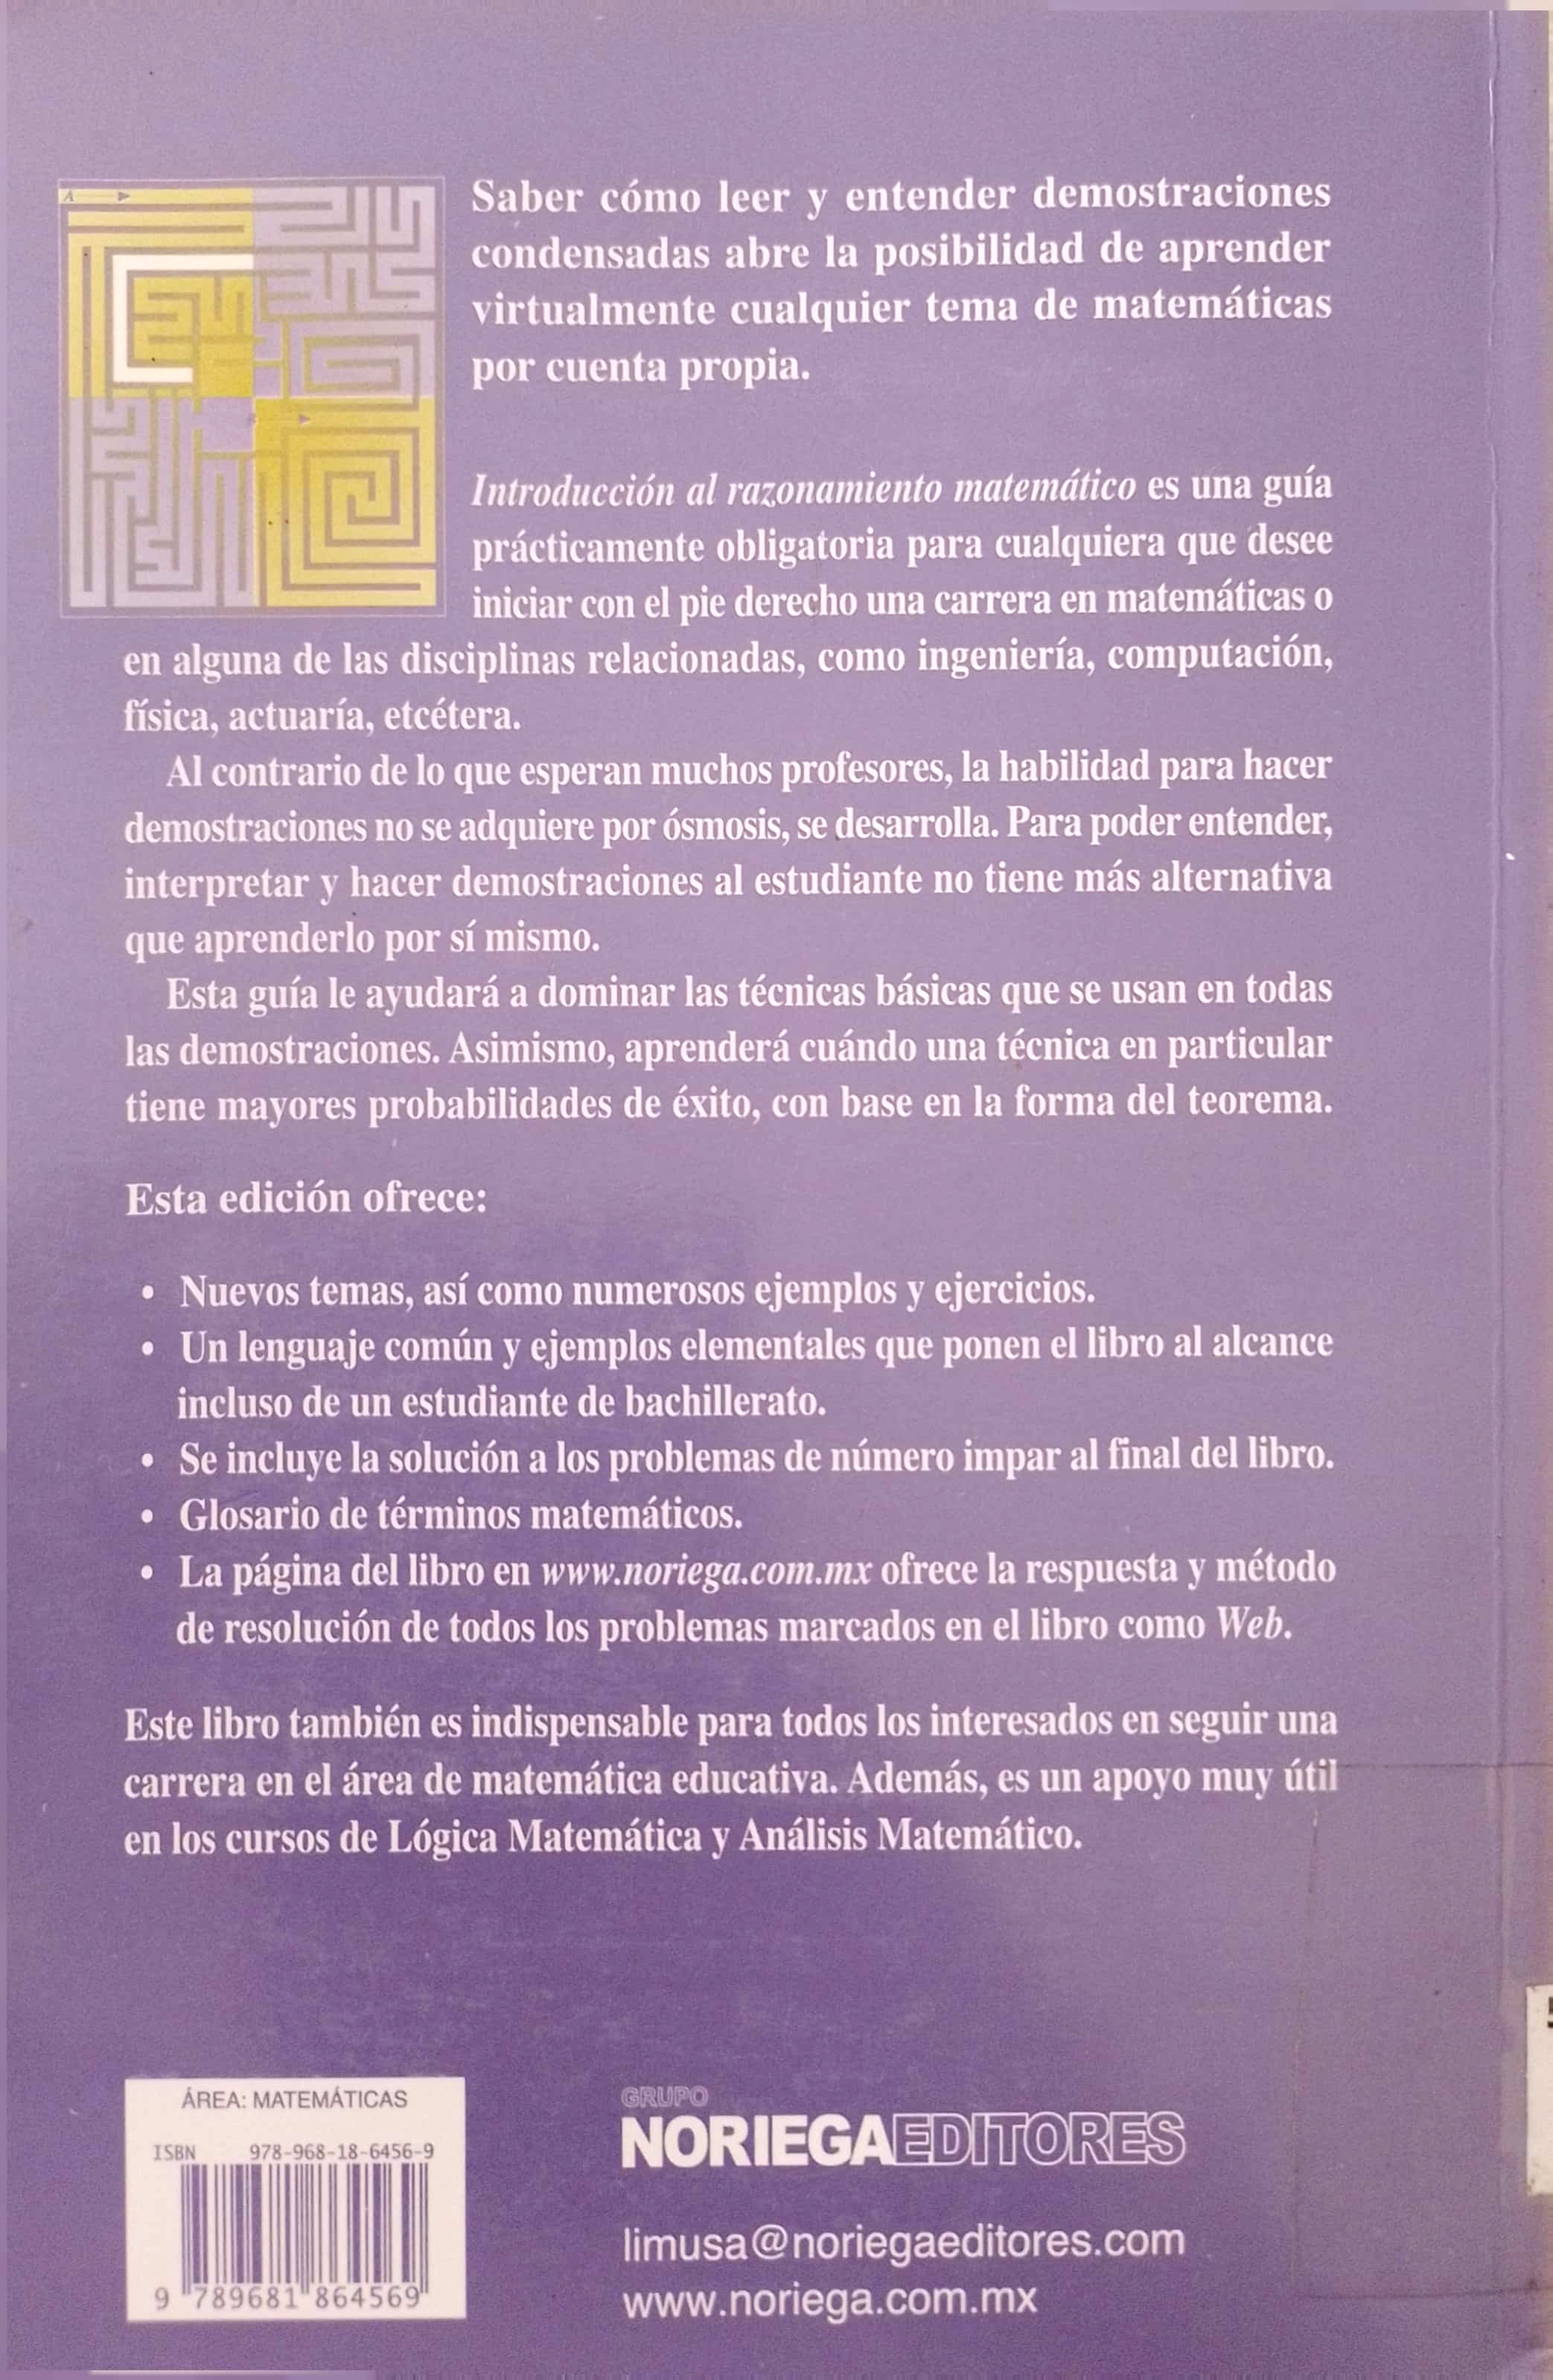 A
Saber cómo leer y entender demostraciones
condensadas abre la posibilidad de aprender
virtualmente cualquier tema de matemáticas
por cuenta propia.
Introducción al razonamiento matemático es una guía
prácticamente obligatoria para cualquiera que desee
iniciar con el pie derecho una carrera en matemáticas o
en alguna de las disciplinas relacionadas, como ingeniería, computación,
física, actuaría, etcétera.
Al contrario de lo que esperan muchos profesores, la habilidad para hacer
demostraciones no se adquiere por ósmosis, se desarrolla. Para poder entender,
interpretar y hacer demostraciones al estudiante no tiene más alternativa
que aprenderlo por sí mismo.
Esta guía le ayudará a dominar las técnicas básicas que se usan en todas
las demostraciones. Asimismo, aprenderá cuándo una técnica en particular
tiene mayores probabilidades de éxito, con base en la forma del teorema.
Esta edición ofrece:
• Nuevos temas, así como numerosos ejemplos y ejercicios.
• Un lenguaje común y ejemplos elementales que ponen el libro al alcance
incluso de un estudiante de bachillerato.
• Se incluye la solución a los problemas de número impar al final del libro.
• Glosario de términos matemáticos.
• La página del libro en www.noriega.com.mx ofrece la respuesta y método
de resolución de todos los problemas marcados en el libro como Web.
Este libro también es indispensable para todos los interesados en seguir una
carrera en el área de matemática educativa. Además, es un apoyo muy útil
en los cursos de Lógica Matemática y Análisis Matemático.
ÁREA: MATEMÁTICAS
ISBN 978-968-18-6456-9
9 789681 864569
GRUPO
NORIEGA EDITORES
limusa@noriegaeditores.com
www.noriega.com.mx